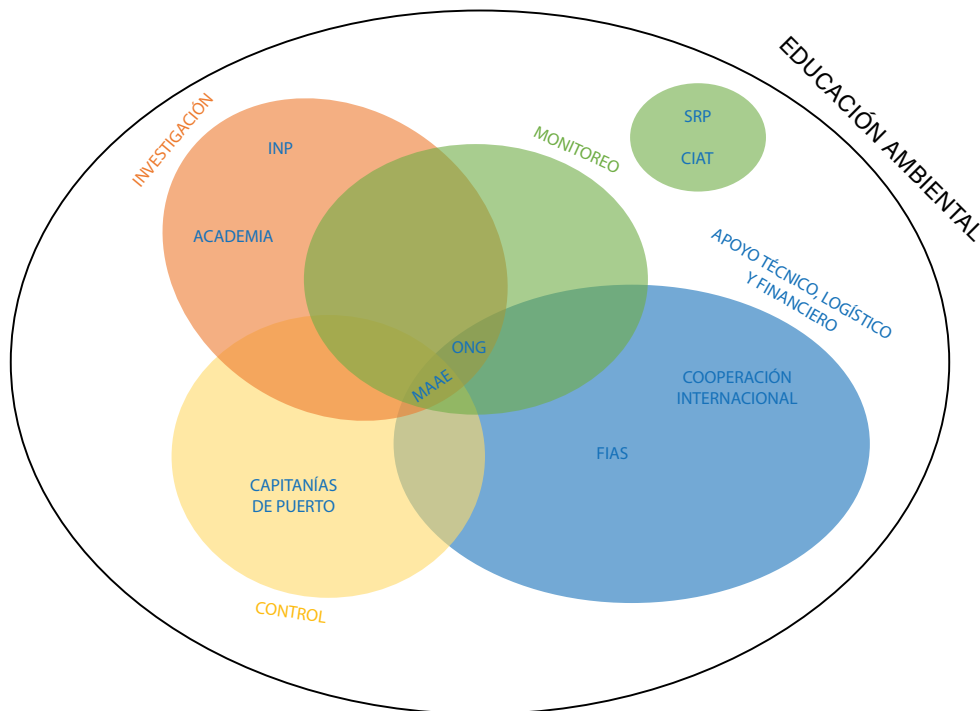 EDUCACIÓN AMBIENTAL
INVESTIGACIÓN
INP
ACADEMIA
MONITOREO
SRP
CIAT
APOYO TÉCNICO, LOGÍSTICO
Y FINANCIERO
ONG
MAAE
COOPERACIÓN
INTERNACIONAL
FIAS
CAPITANÍAS
DE PUERTO
CONTROL